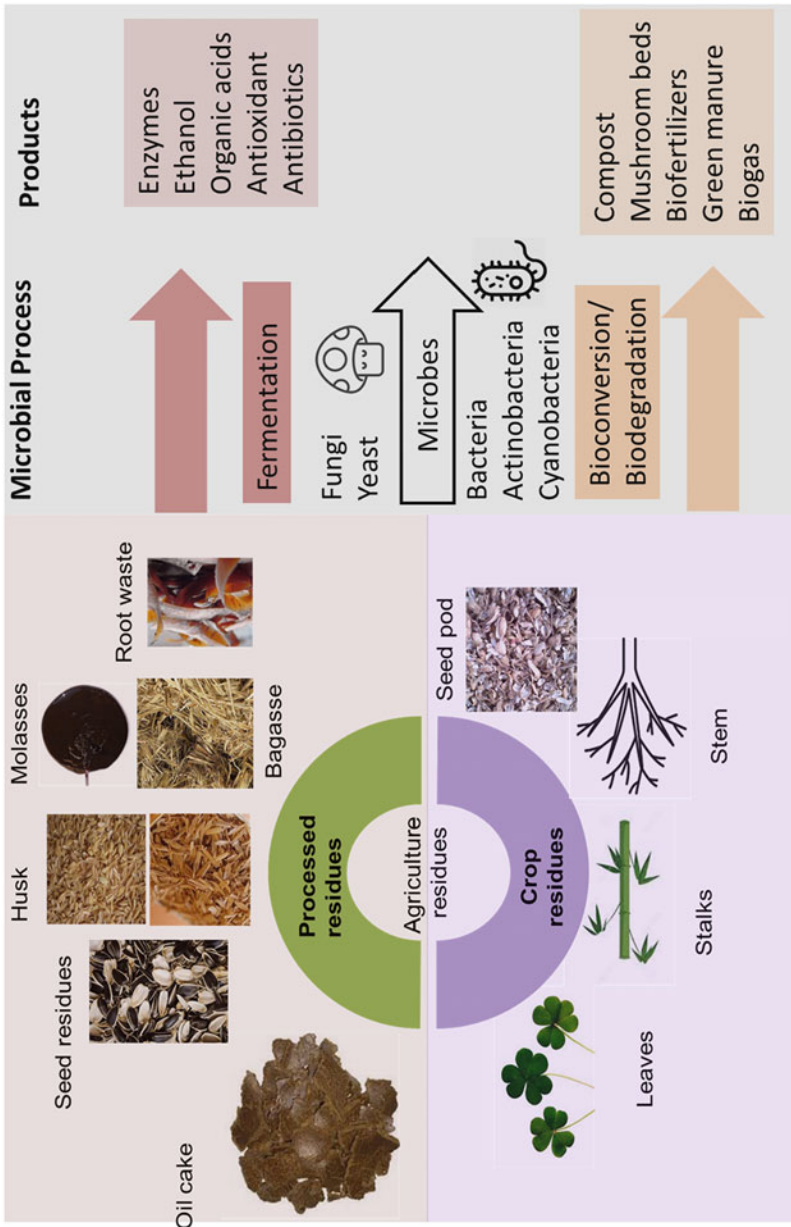 Oil cake
Seed residues
Husk
Molasses
Bagasse
Root waste
Processed
residues
Agriculture
residues
Crop
residues
Leaves
Stalks
Stem
Seed pod
Microbial Process
Products
Fermentation
Enzymes
Ethanol
Organic acids
Antioxidant
Antibiotics
Fungi
Yeast
Microbes
Bacteria
Actinobacteria
Cyanobacteria
Bioconversion/
Biodegradation
Compost
Mushroom beds
Biofertilizers
Green manure
Biogas